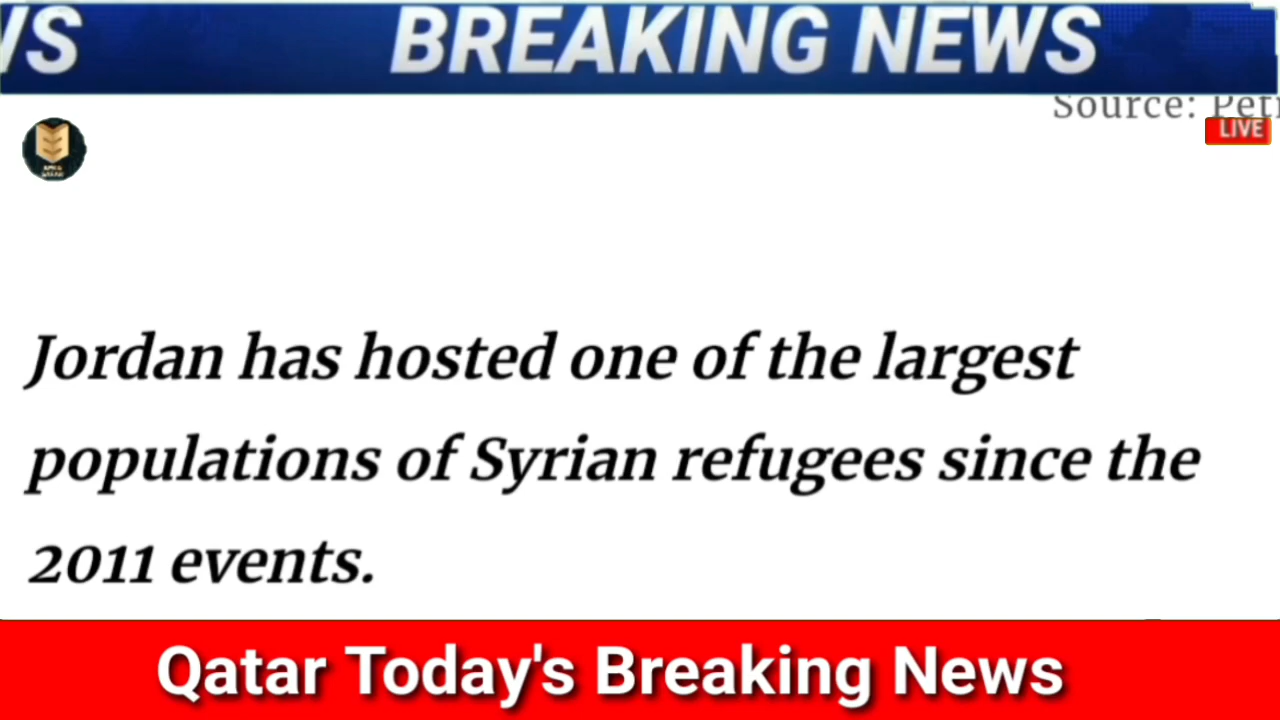 VS BREAKING NEWS
Source:
LIVE
Jordan has hosted one of the largest
populations of Syrian refugees since the
2011 events.
Qatar Today's Breaking News